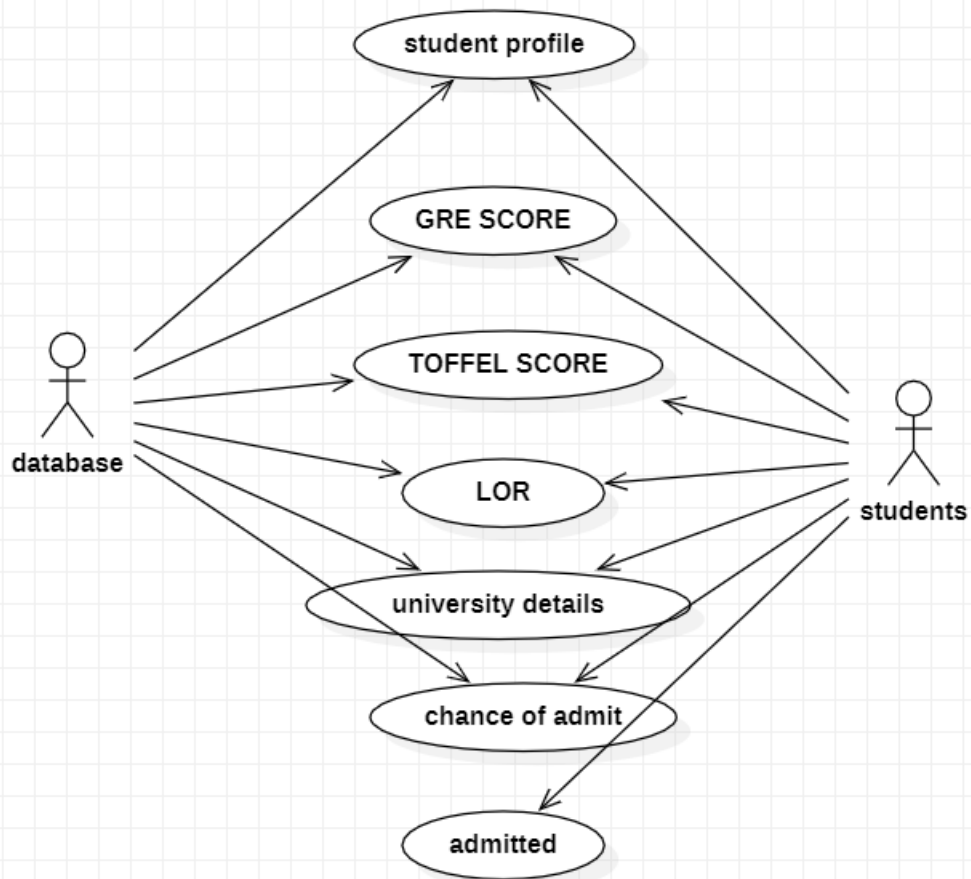 student profile
GRE SCORE
TOFFEL SCORE
database
LOR
students
university details
chance of admit
admitted